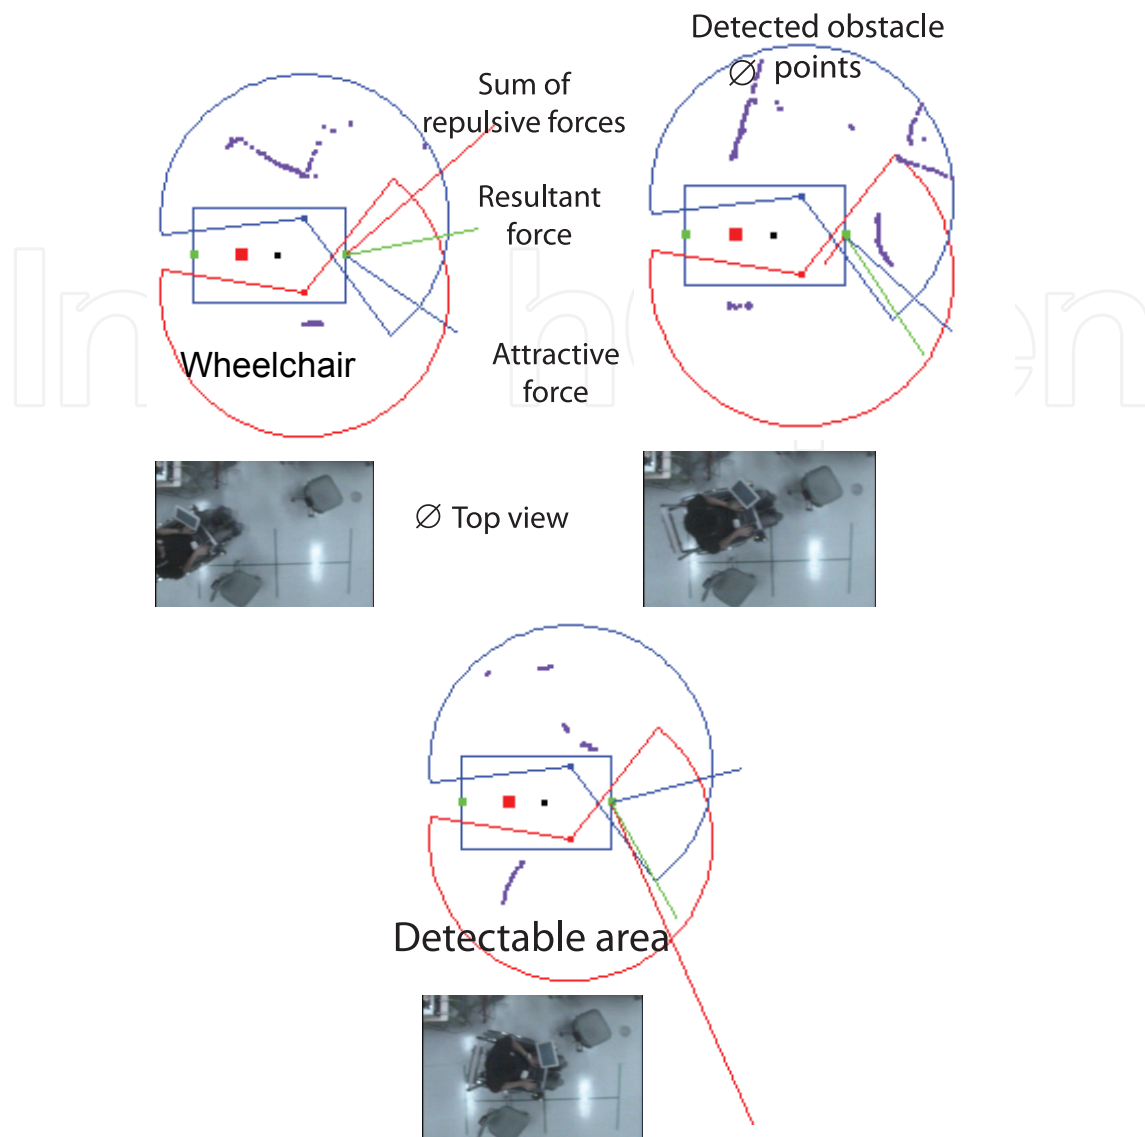 Detected obstacle
∅ points
Sum of
repulsive forces
Resultant
force
Attractive
force
Wheelchair
∅ Top view
Detectable area